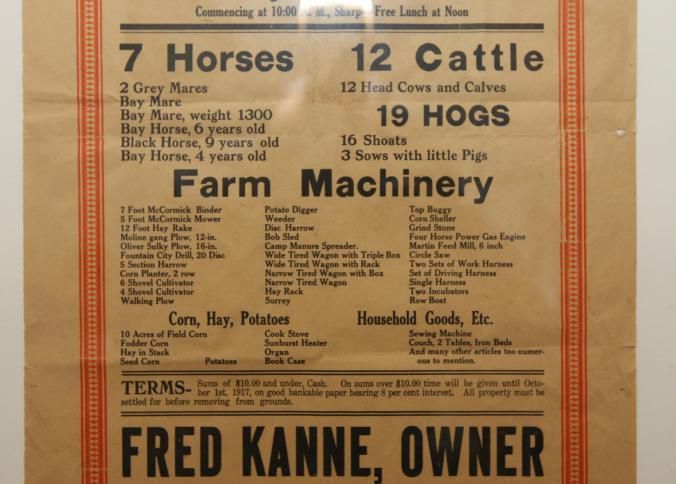 Commencing at 10:00 A. M., Sharp—Free Lunch at Noon
7 Horses
2 Grey Mares
Bay Mare
Bay Mare, weight 1300
Bay Horse, 6 years old
Black Horse, 9 years old
Bay Horse, 4 years old
12 Cattle
12 Head Cows and Calves
19 HOGS
16 Shoats
3 Sows with little Pigs
Farm Machinery
7 Foot McCormick Binder
5 Foot McCormick Mower
12 Foot Hay Rake
Moline gang Plow, 12-in.
Oliver Sulky Plow, 16-in.
Fountain City Drill, 20 Disc
5 Section Harrow
Corn Planter, 2 row
6 Shovel Cultivator
4 Shovel Cultivator
Walking Plow
Potato Digger
Weeder
Disc Harrow
Bob Sled
Camp Manure Spreader.
Wide Tired Wagon with Triple Box
Wide Tired Wagon with Rack
Narrow Tired Wagon with Box
Narrow Tired Wagon
Hay Rack
Surrey
Top Buggy
Corn Sheller
Grind Stone
Four Horse Power Gas Engine
Martin Feed Mill, 6 inch
Circle Saw
Two Sets of Work Harness
Set of Driving Harness
Single Harness
Two Incubators
Row Boat
Corn, Hay, Potatoes
10 Acres of Field Corn
Fodder Corn
Hay in Stack
Seed Corn Potatoes
Household Goods, Etc.
Cook Stove
Sunburst Heater
Organ
Book Case
Sewing Machine
Couch, 2 Tables, Iron Beds
And many other articles too numer-
ous to mention.
TERMS- Sums of $10.00 and under, Cash. On sums over $10.00 time will be given until Octo-
ber 1st, 1917, on good bankable paper bearing 8 per cent interest. All property must be
settled for before removing from grounds.
FRED KANNE, OWNER